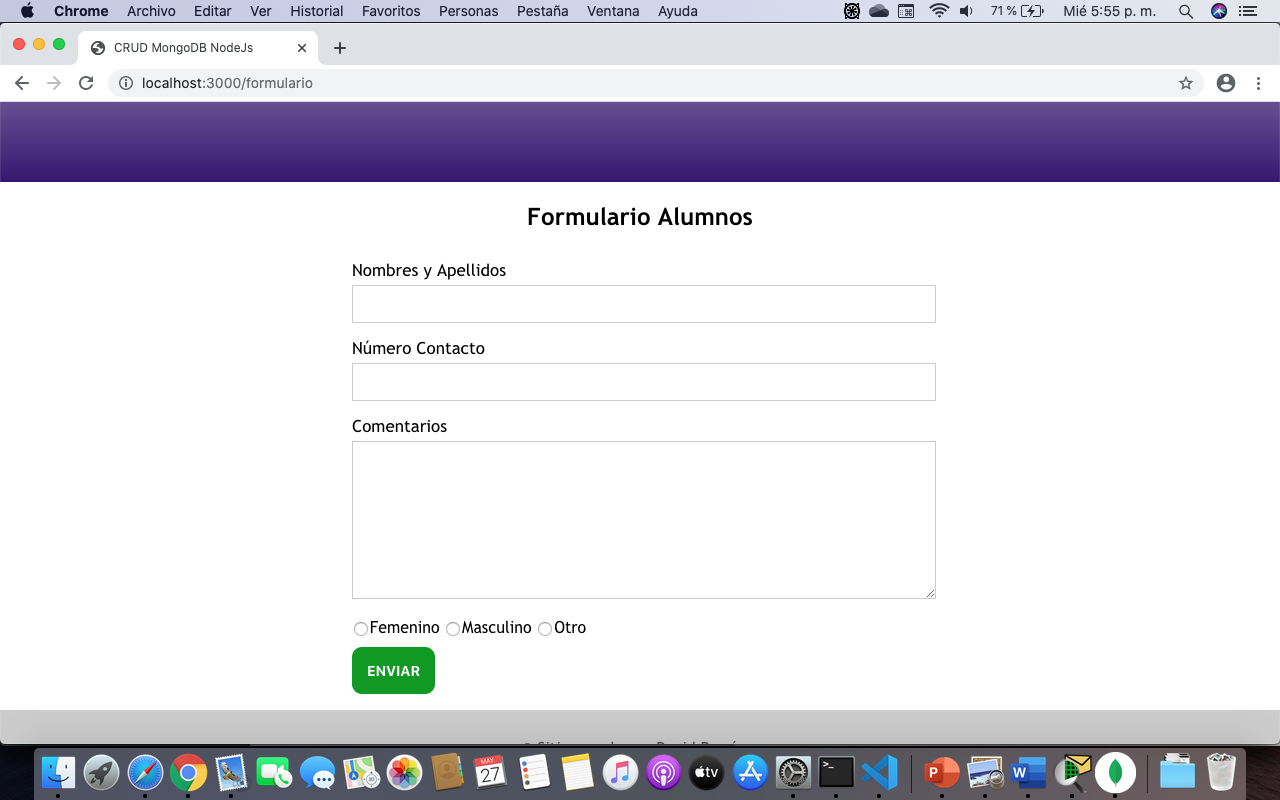 Chrome Archivo Editar Ver Historial Favoritos Personas Pestaña Ventana Ayuda 71 % Mié 5:55 p. m.
CRUD MongoDB NodeJs
localhost:3000/formulario
Formulario Alumnos
Nombres y Apellidos
Número Contacto
Comentarios
Femenino Masculino Otro
ENVIAR
MAY
27
tv